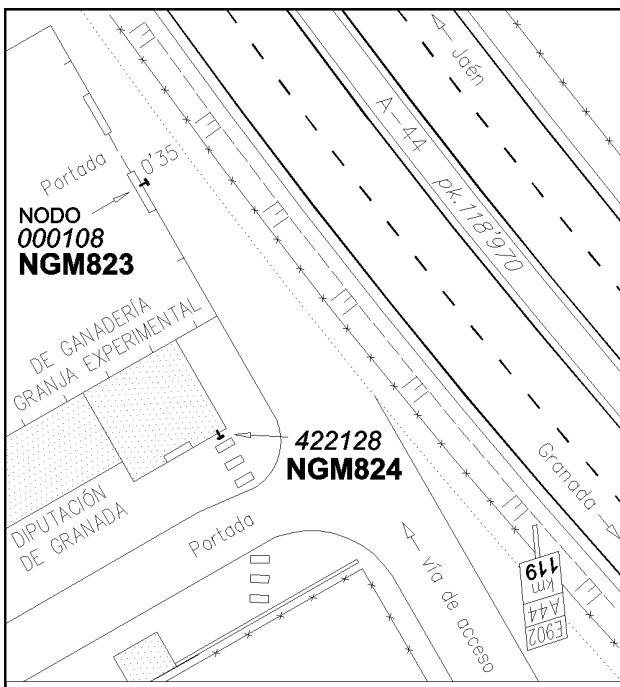 Jaén
A-44
pk.118'970
Portada
0'35
NODO
000108
NGM823
DE GANADERÍA
GRANJA EXPERIMENTAL
422128
NGM824
Granada
DIPUTACIÓN
DE GRANADA
Portada
vía de acceso
119
km
A44
E902